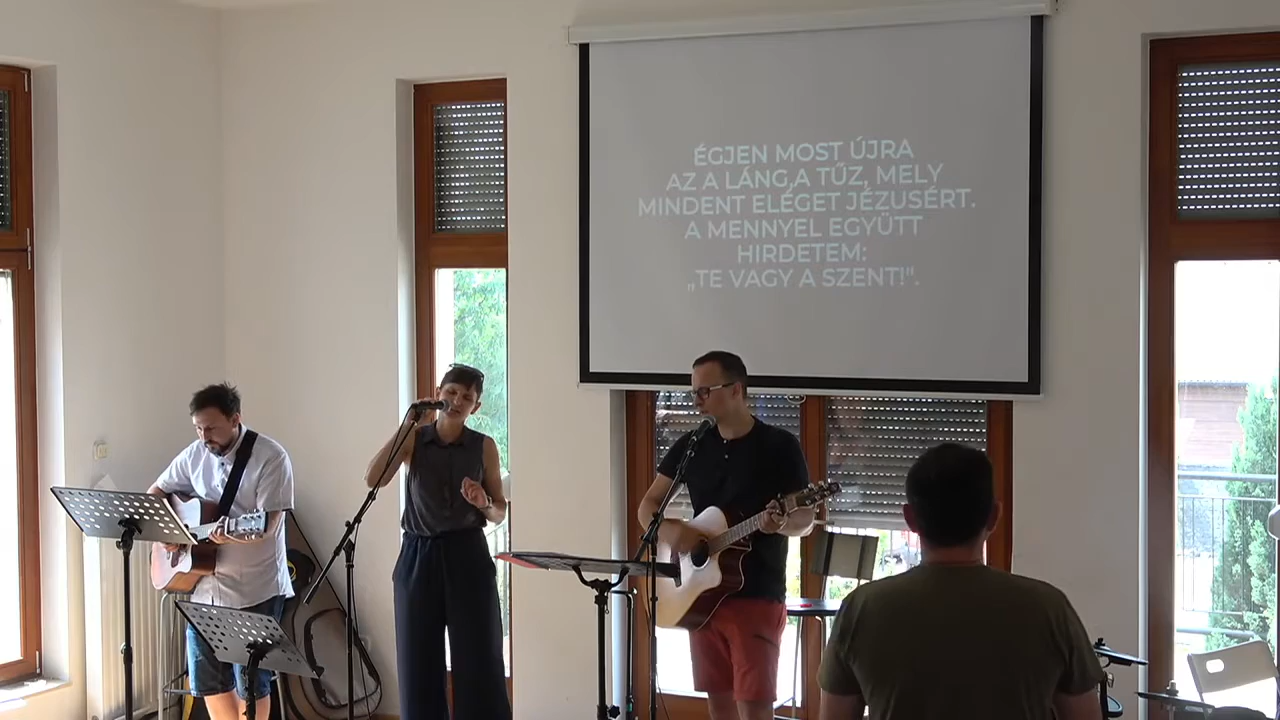 ÉGJEN MOST ÚJRA
AZ A LÁNG,A TŰZ, MELY
MINDENT ELÉGET JÉZUSÉRT.
A MENNYEL EGYÜTT
HIRDETEM:
„TE VAGY A SZENT!".